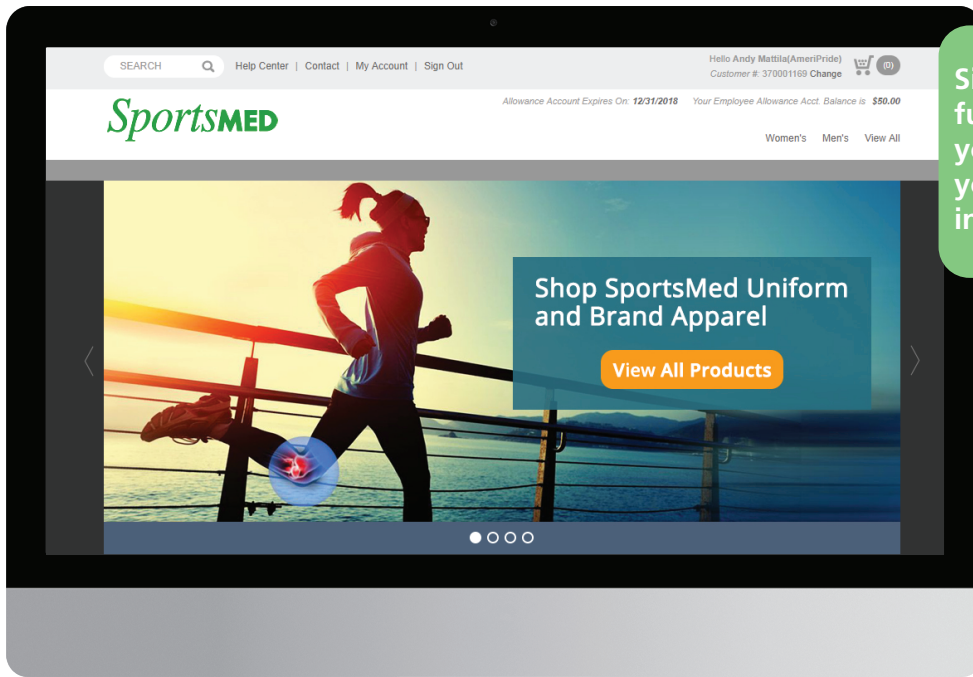 SEARCH Help Center | Contact | My Account | Sign Out
Hello Andy Mattila(AmeriPride)
Customer #: 370001169 Change
(0)
SportsMED
Allowance Account Expires On: 12/31/2018 Your Employee Allowance Acct. Balance is $50.00
Women's Men's View All
Shop SportsMed Uniform
and Brand Apparel
View All Products